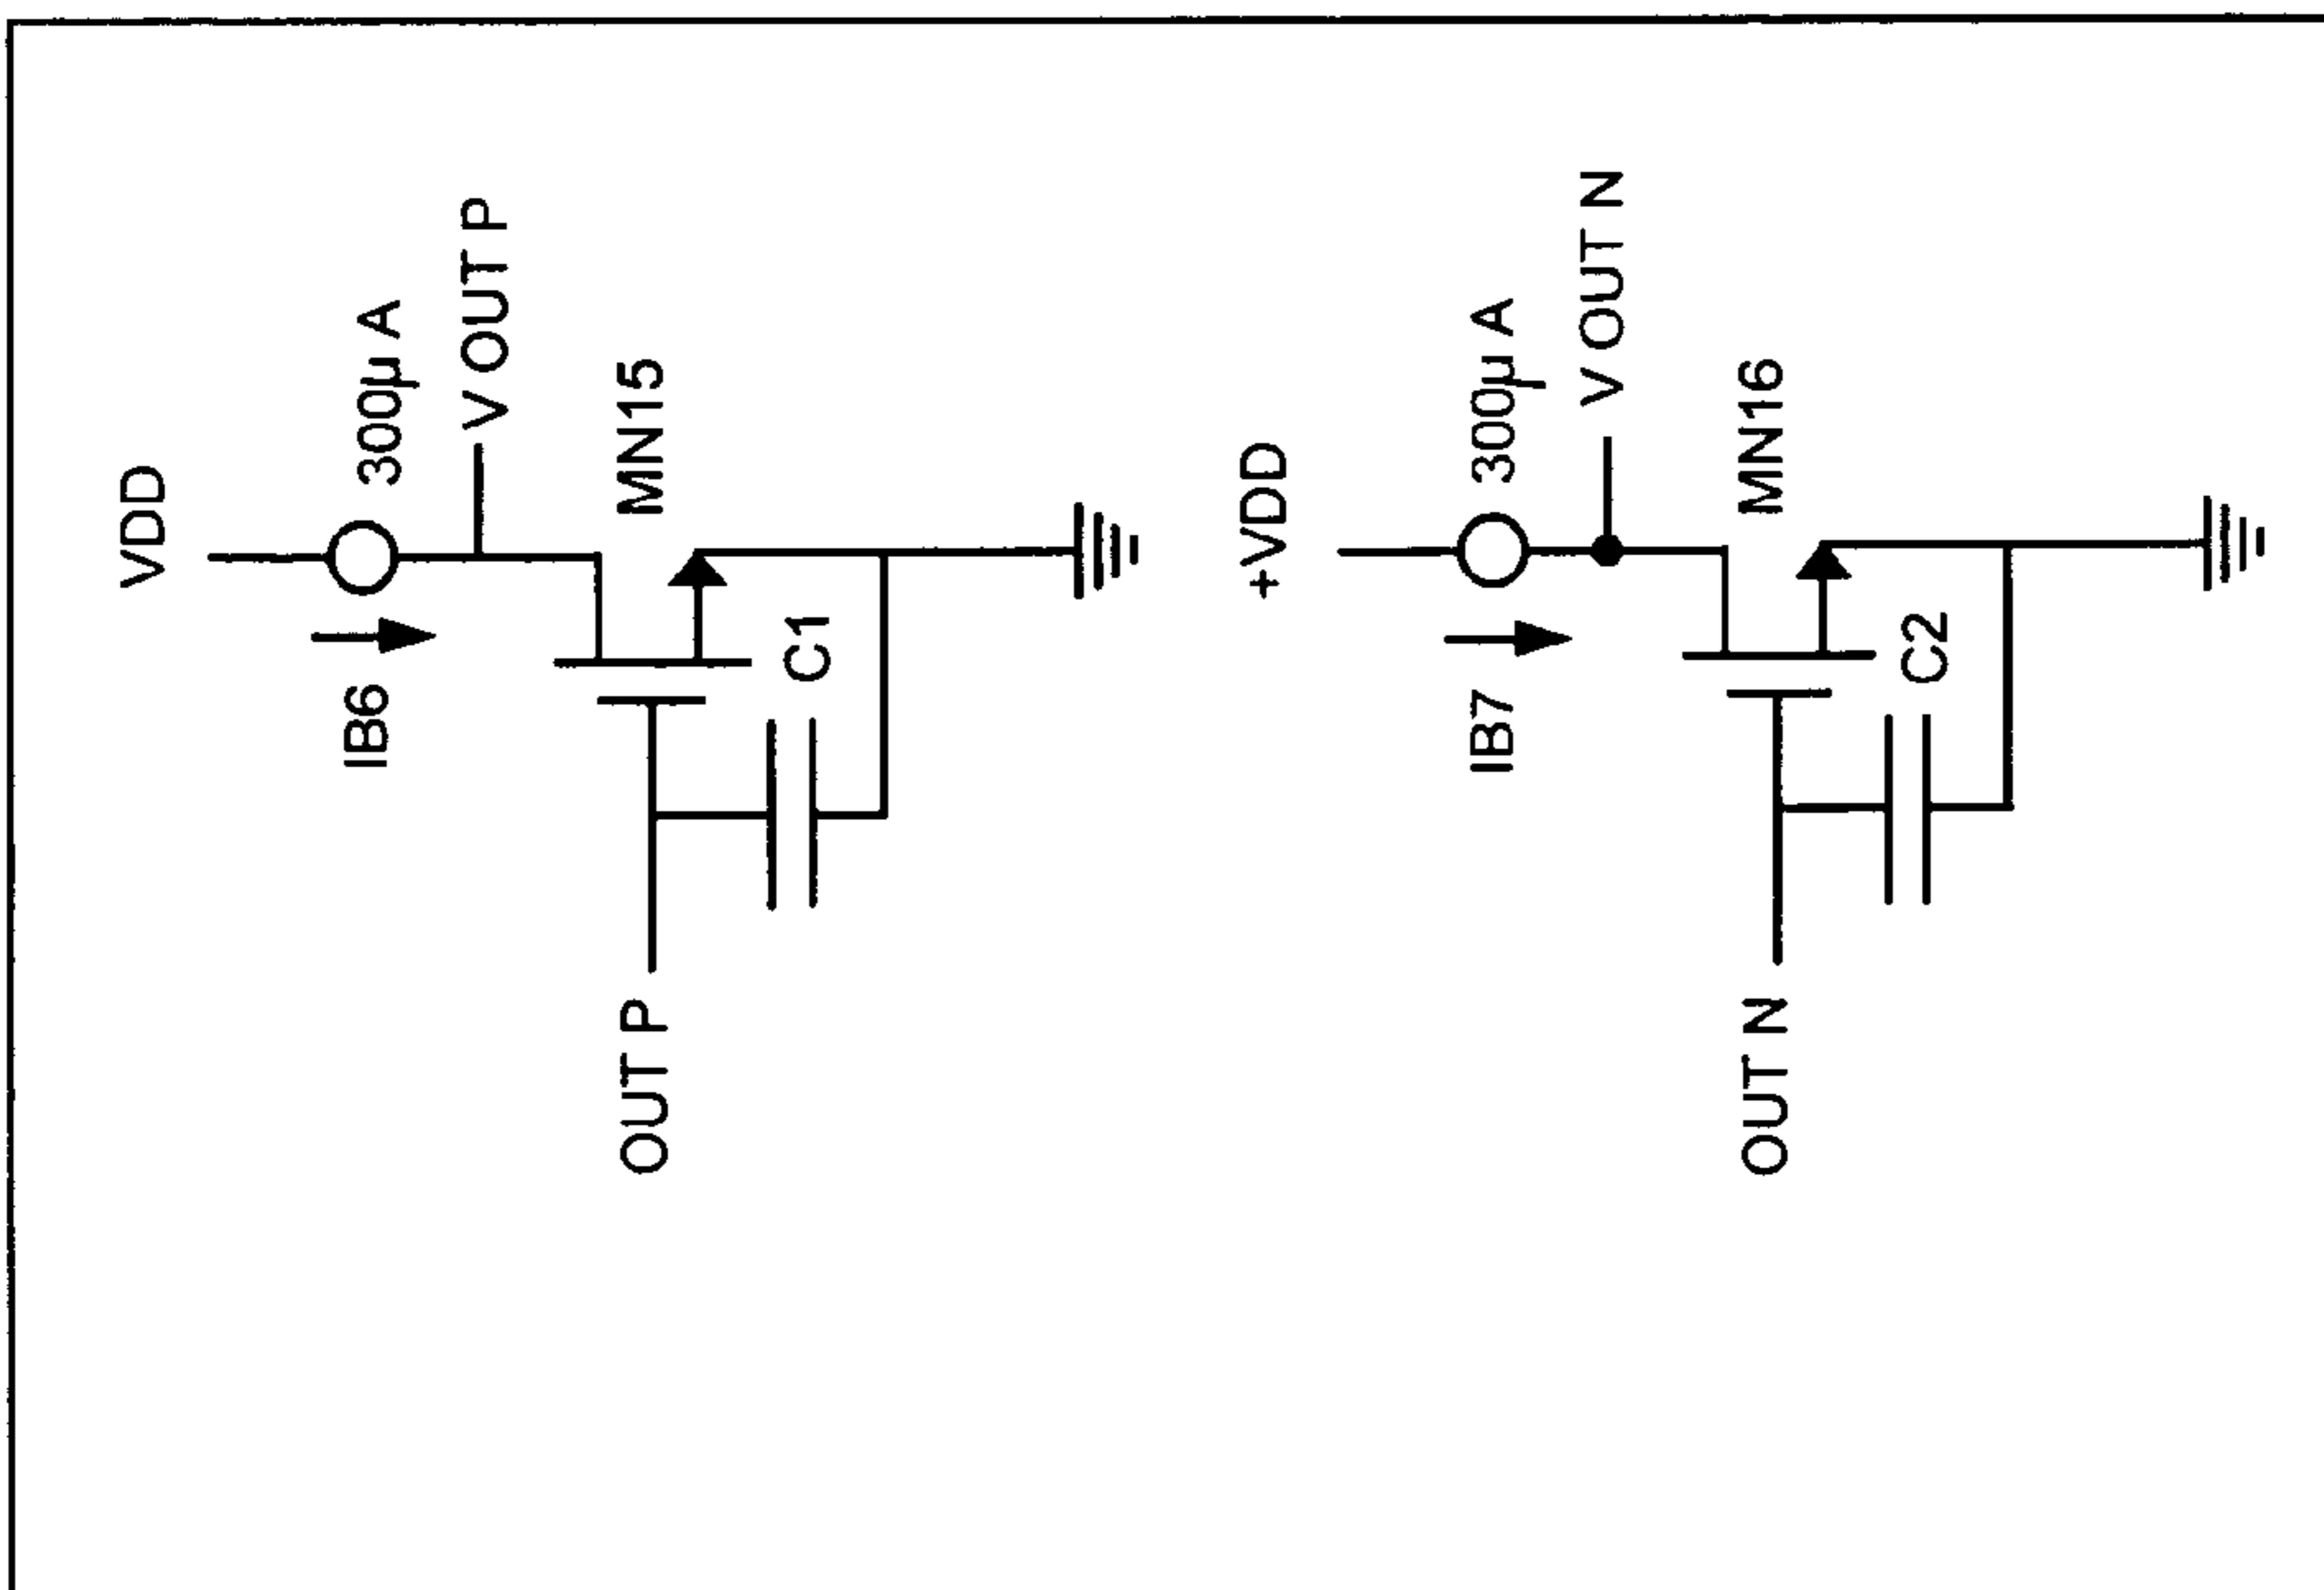 VDD
IB6
300μ A
V OUT P
MN15
C1
OUT P
+VDD
IB7
300μ A
V OUT N
MN16
C2
OUT N